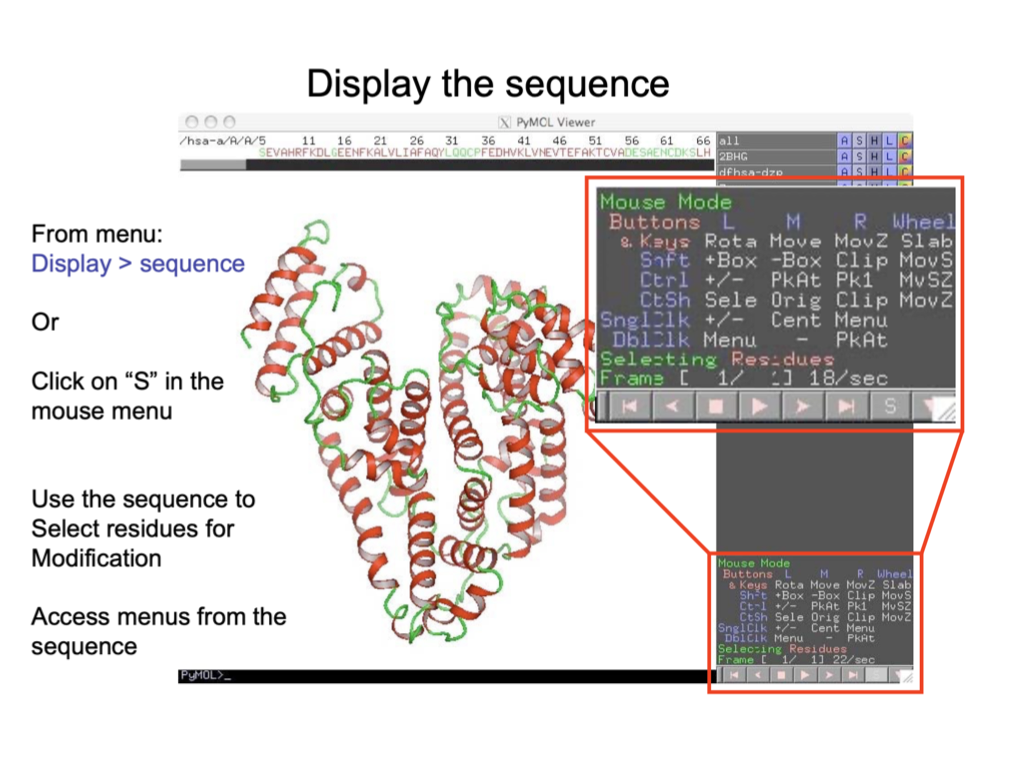 Display the sequence
PyMOL Viewer
/hsa-a/A/A/5 11 16 21 26 31 36 41 46 51 56 61 66
SEVAHRFKDLGEENFKALVLIAFAQYLQQCPFEDHVKLVNEVTEFAKTCVADESAENCDKSLH
all A S H L C
2BHG A S H L C
dfhsa-dzp A S H L C
From menu:
Display > sequence
Or
Click on “S” in the
mouse menu
Use the sequence to
Select residues for
Modification
Access menus from the
sequence
Mouse Mode
Buttons L M R Wheel
& Keys Rota Move MovZ Slab
Shft +Box -Box Clip MovS
Ctrl +/- PkAt Pk1 MvSZ
CtSh Sele Orig Clip MovZ
SnglClk +/- Cent Menu
DblClk Menu - PkAt
Selecting Residues
Frame [ 1/ 1] 18/sec
S
Mouse Mode
Buttons L M R Wheel
& Keys Rota Move MovZ Slab
Shft +Box -Box Clip MovS
Ctrl +/- PkAt Pk1 MvSZ
CtSh Sele Orig Clip MovZ
SnglClk +/- Cent Menu
DblClk Menu - PkAt
Selecting Residues
Frame [ 1/ 1] 22/sec
PyMOL>_